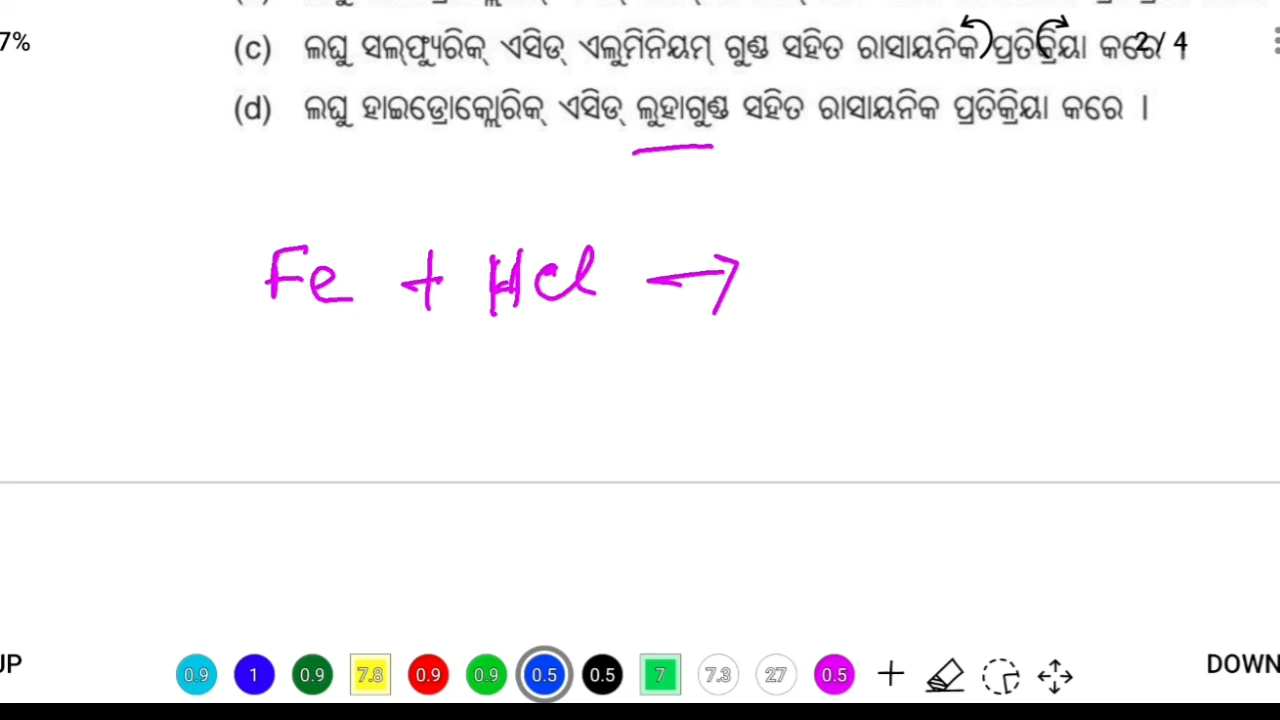 7%
(c) ଲଘୁ ସଲ୍‌ଫ୍ୟୁରିକ୍ ଏସିଡ୍ ଏଲୁମିନିୟମ୍ ଗୁଣ୍ଡ ସହିତ ରାସାୟନିକ ପ୍ରତିକ୍ରିୟା କରେ 2 / 4
(d) ଲଘୁ ହାଇଡ୍ରୋକ୍ଲୋରିକ୍ ଏସିଡ୍ ଲୁହାଗୁଣ୍ଡ ସହିତ ରାସାୟନିକ ପ୍ରତିକ୍ରିୟା କରେ ।
Fe + HCl →
UP 0.9 1 0.9 7.8 0.9 0.9 0.5 0.5 7 7.3 27 0.5 DOWN